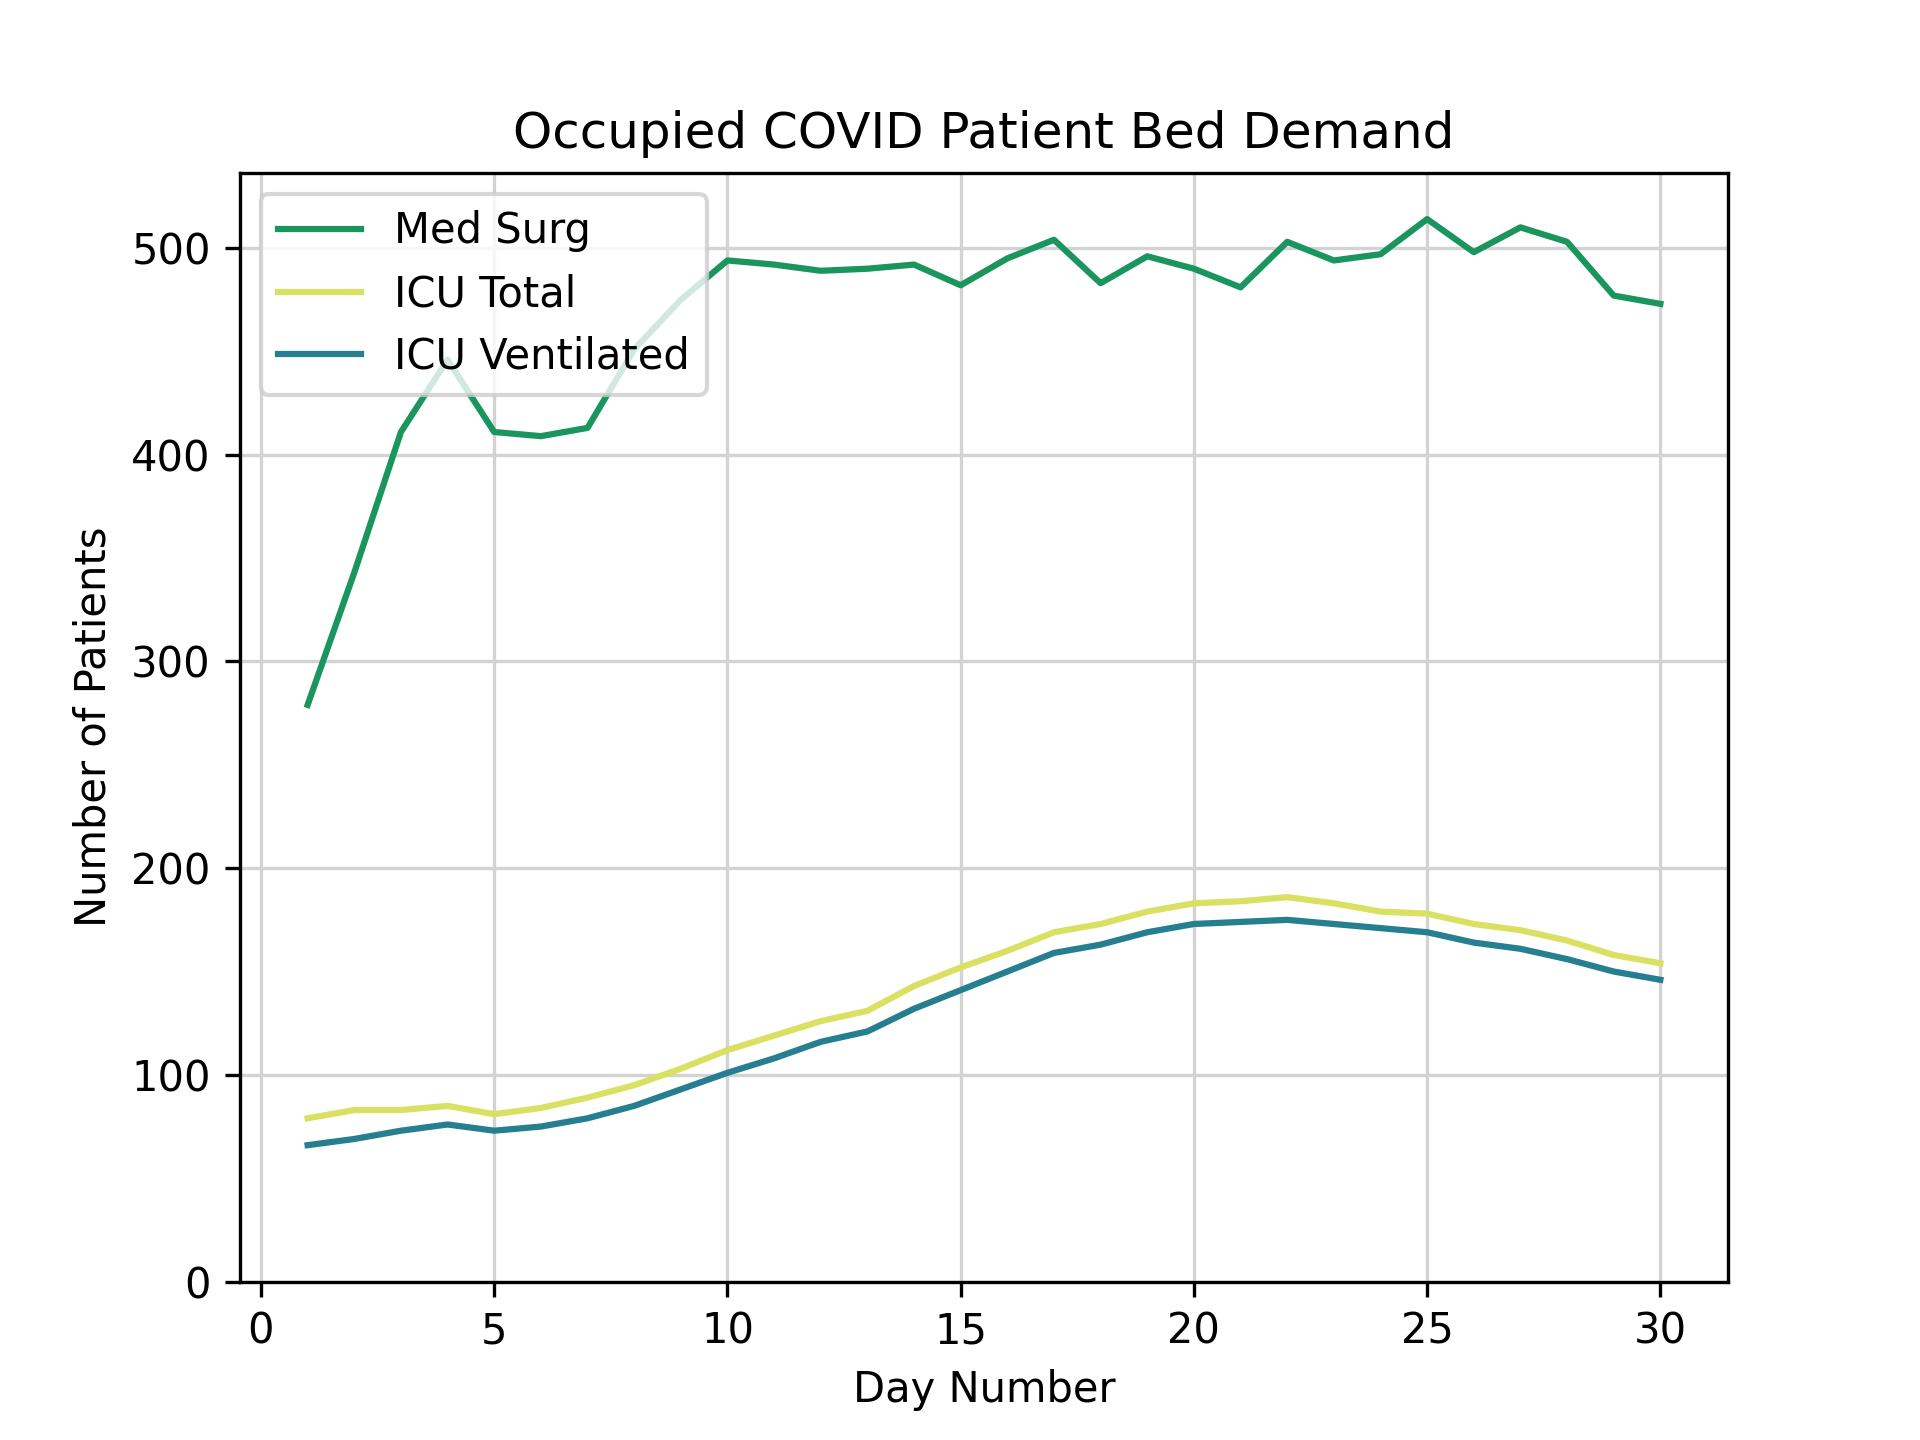 Occupied COVID Patient Bed Demand
Med Surg
ICU Total
ICU Ventilated
500
400
300
200
100
0
Number of Patients
0 5 10 15 20 25 30
Day Number